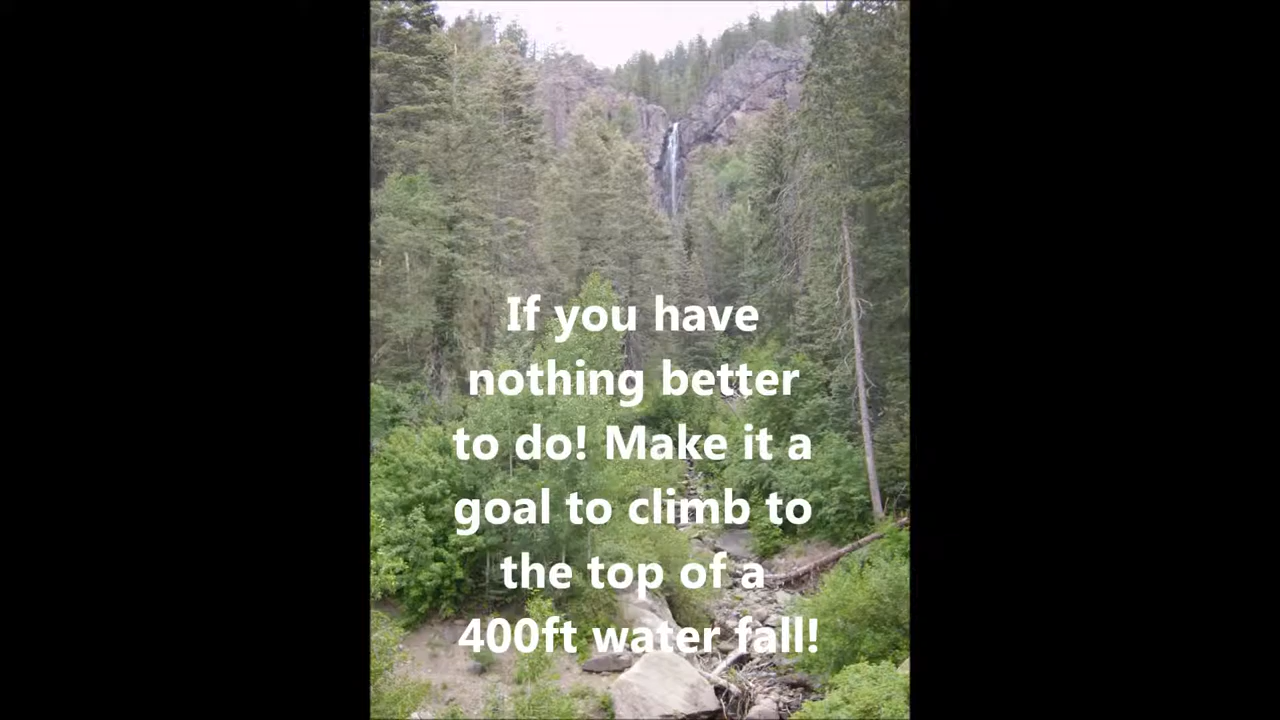 If you have
nothing better
to do! Make it a
goal to climb to
the top of a
400ft water fall!